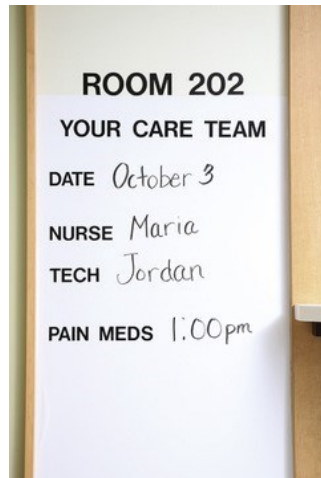 ROOM 202
YOUR CARE TEAM
DATE October 3
NURSE Maria
TECH Jordan
PAIN MEDS 1:00pm